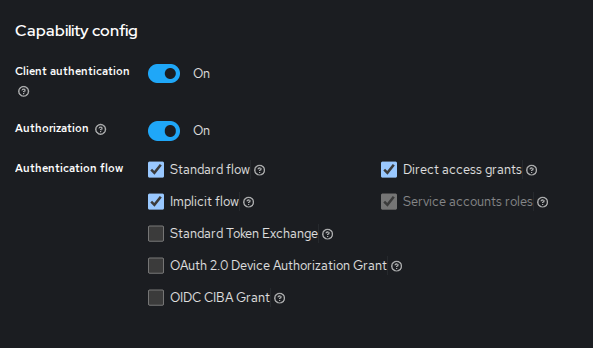 Capability config
Client authentication
On
Authorization
On
Authentication flow
Standard flow
Direct access grants
Implicit flow
Service accounts roles
Standard Token Exchange
OAuth 2.0 Device Authorization Grant
OIDC CIBA Grant